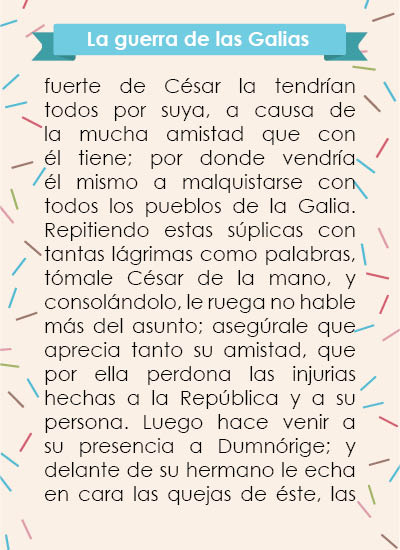 La guerra de las Galias
fuerte de César la tendrían
todos por suya, a causa de
la mucha amistad que con
él tiene; por donde vendría
él mismo a malquistarse con
todos los pueblos de la Galia.
Repitiendo estas súplicas con
tantas lágrimas como palabras,
tómale César de la mano, y
consolándolo, le ruega no hable
más del asunto; asegúrale que
aprecia tanto su amistad, que
por ella perdona las injurias
hechas a la República y a su
persona. Luego hace venir a
su presencia a Dumnórige; y
delante de su hermano le echa
en cara las quejas de éste, las